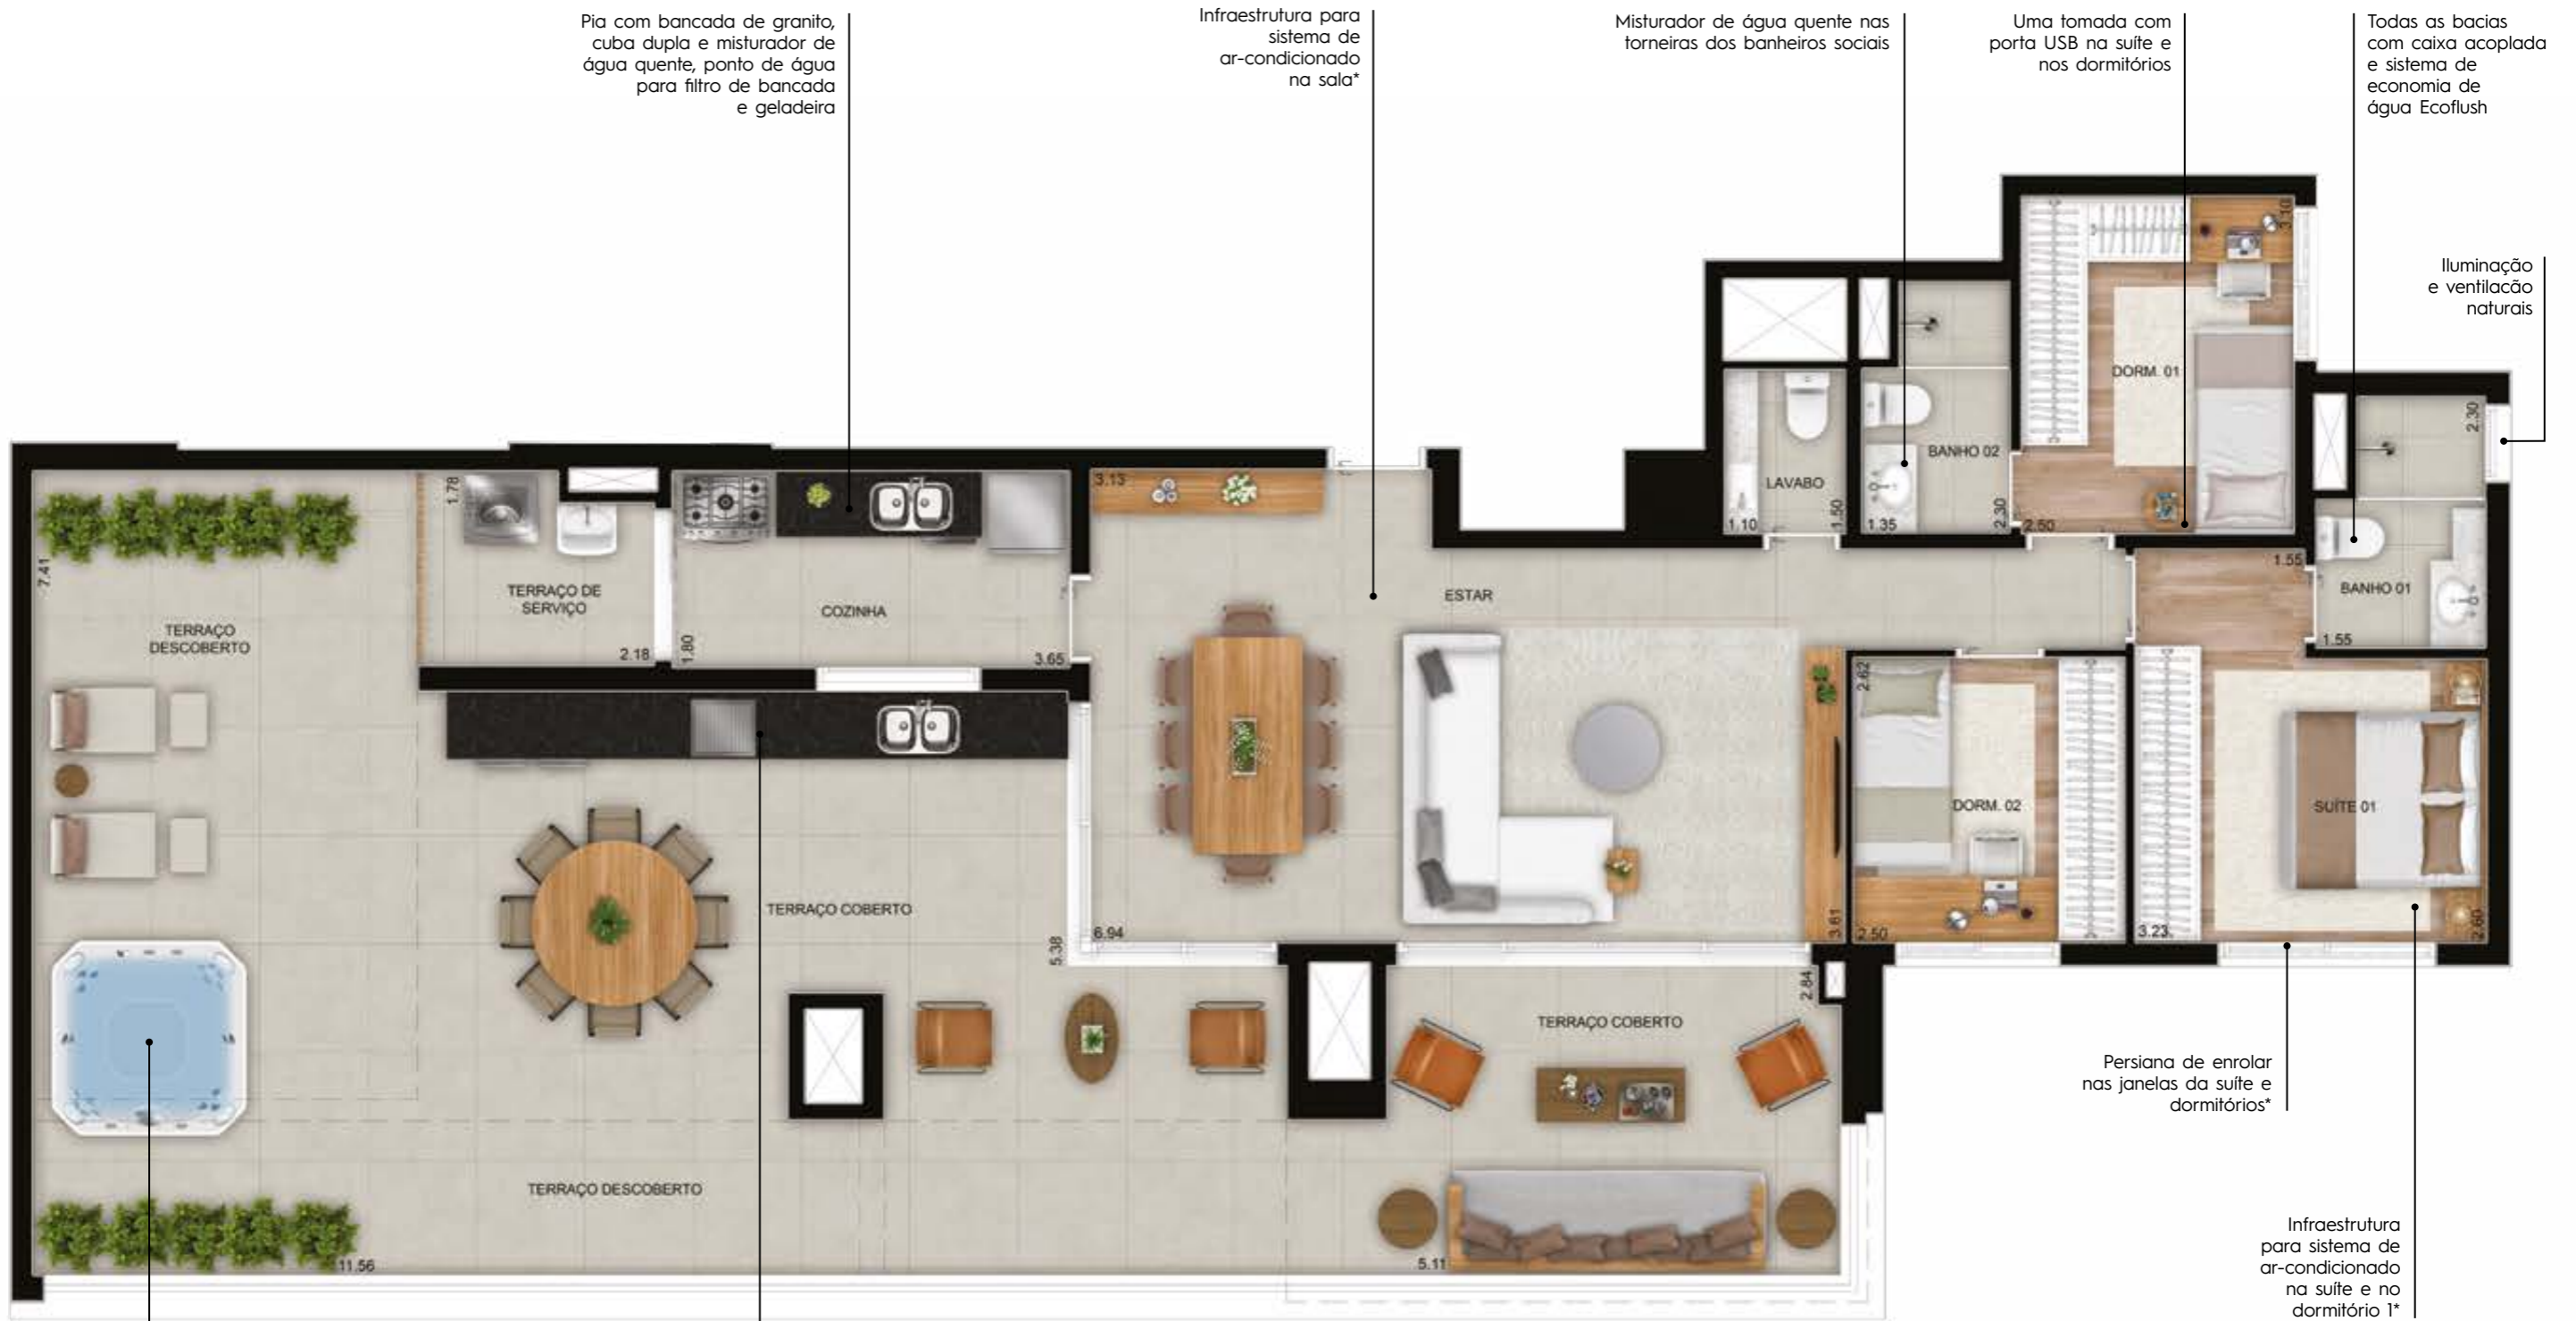 Pia com bancada de granito,
cuba dupla e misturador de
água quente, ponto de água
para filtro de bancada
e geladeira
Infraestrutura para
sistema de
ar-condicionado
na sala*
Misturador de água quente nas
torneiras dos banheiros sociais
Uma tomada com
porta USB na suíte e
nos dormitórios
Todas as bacias
com caixa acoplada
e sistema de
economia de
água Ecoflush
Iluminação
e ventilacão
naturais
3.10
DORM. 01
2.50
2.30
BANHO 02
1.35
2.30
LAVABO
1.10
1.50
1.55
BANHO 01
1.55
7.41
TERRAÇO
DESCOBERTO
1.78
TERRAÇO DE
SERVIÇO
2.18
1.80
COZINHA
3.65
3.13
ESTAR
6.94
3.61
2.62
DORM. 02
2.50
SUÍTE 01
3.23
2.60
TERRAÇO COBERTO
5.38
2.84
TERRAÇO COBERTO
TERRAÇO DESCOBERTO
11.56
5.11
Persiana de enrolar
nas janelas da suíte e
dormitórios*
Infraestrutura
para sistema de
ar-condicionado
na suíte e no
dormitório 1*